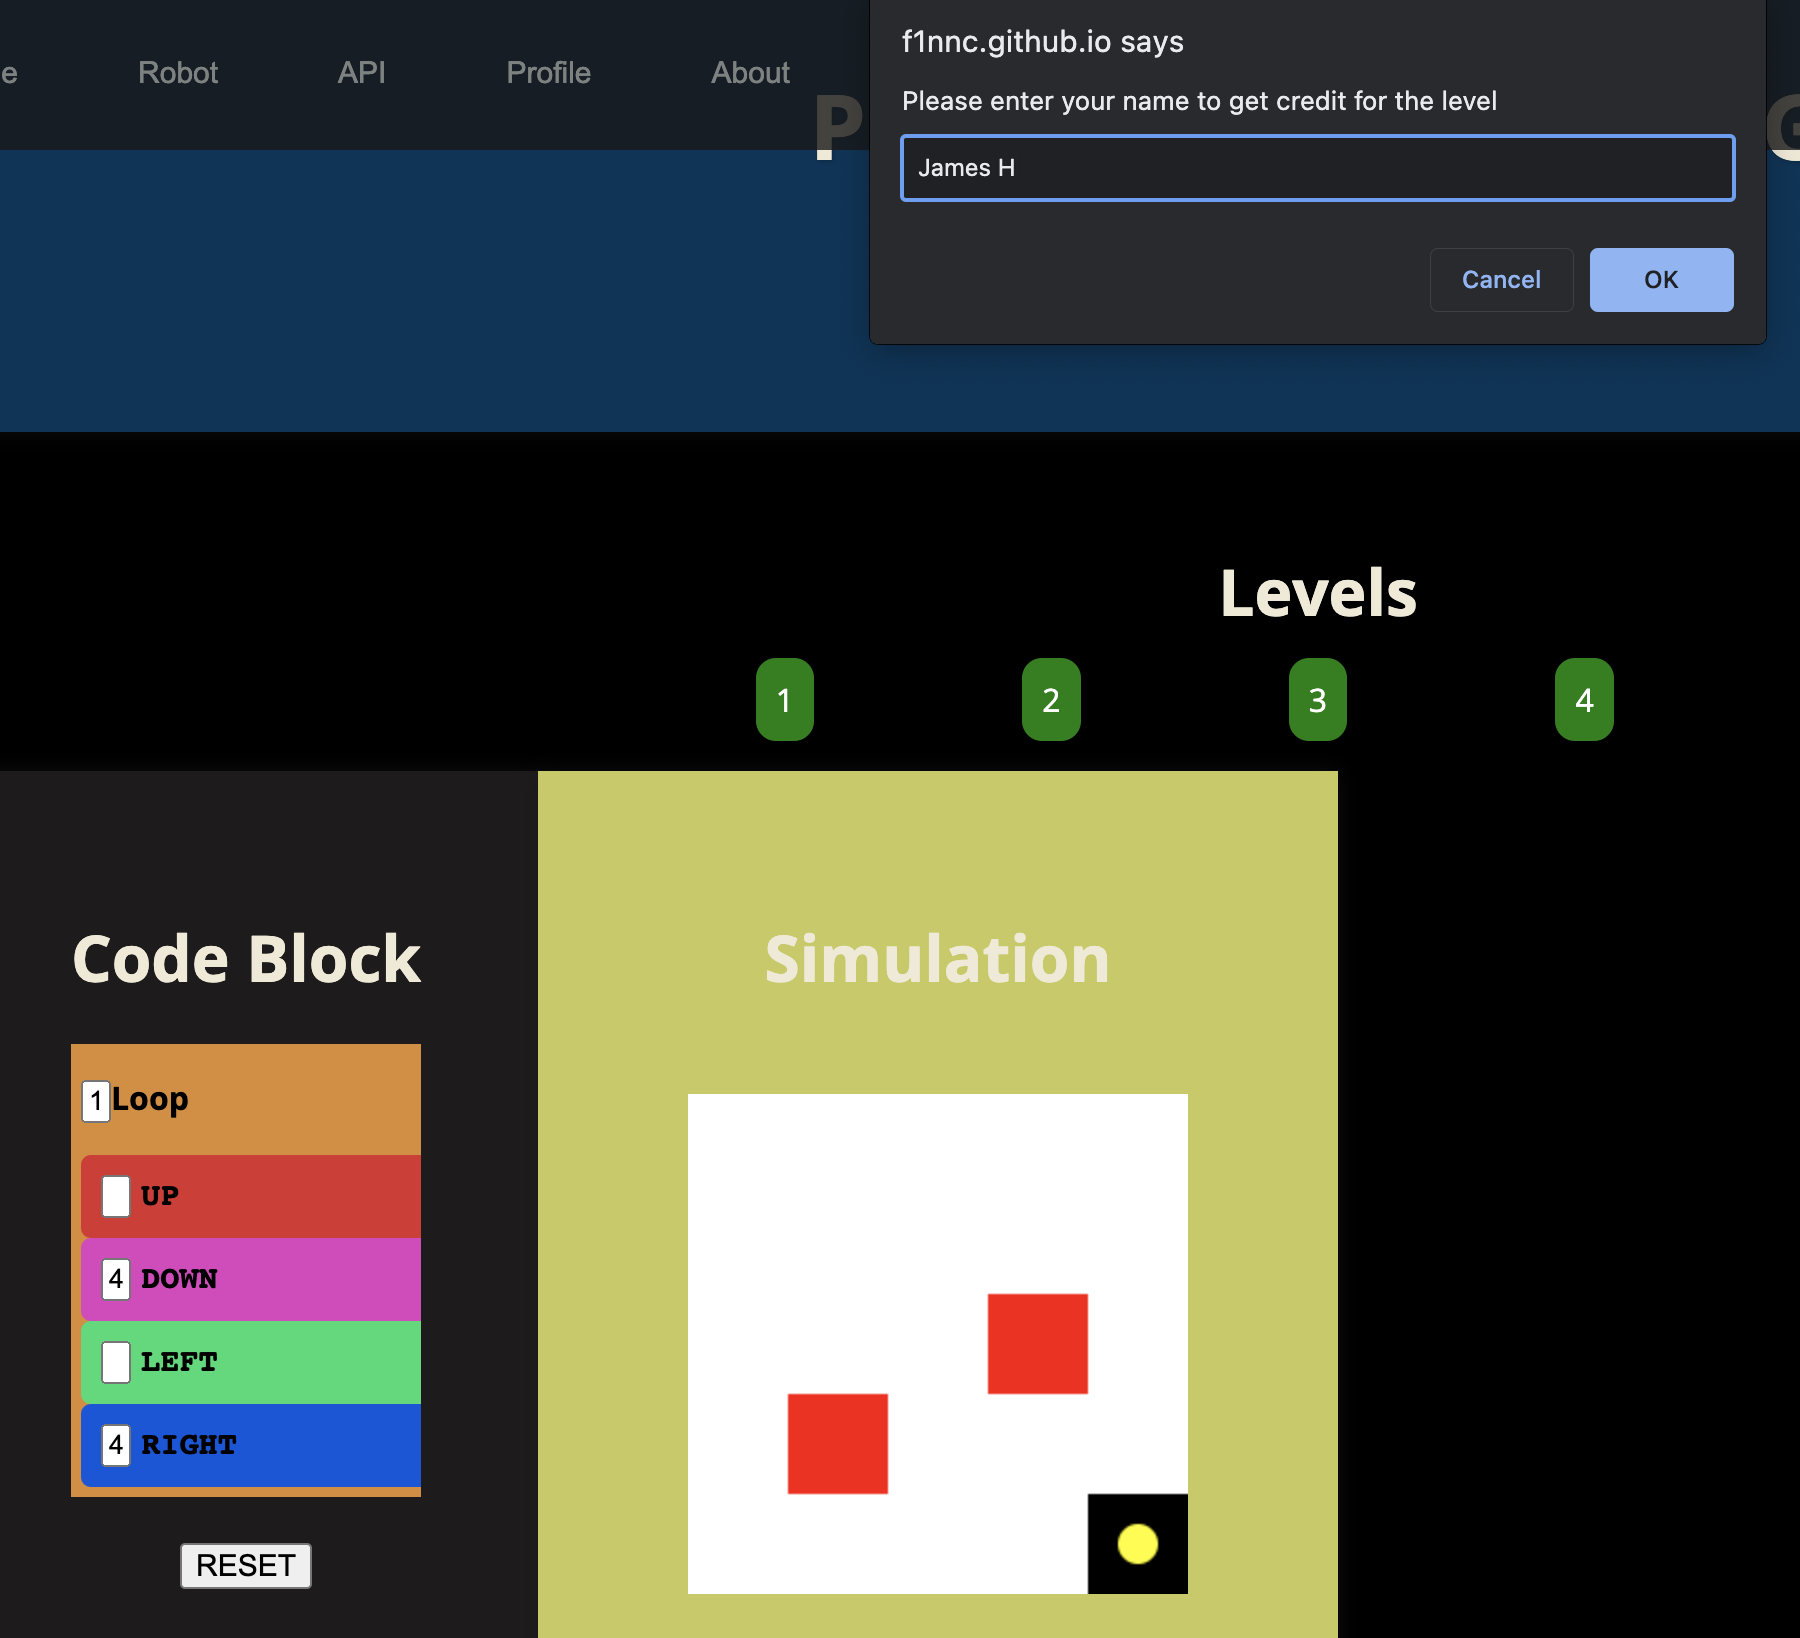 e Robot API Profile About
f1nnc.github.io says
Please enter your name to get credit for the level
James H
Cancel OK
P G
Levels
1 2 3 4
Code Block
Simulation
1 Loop
UP
4 DOWN
LEFT
4 RIGHT
RESET